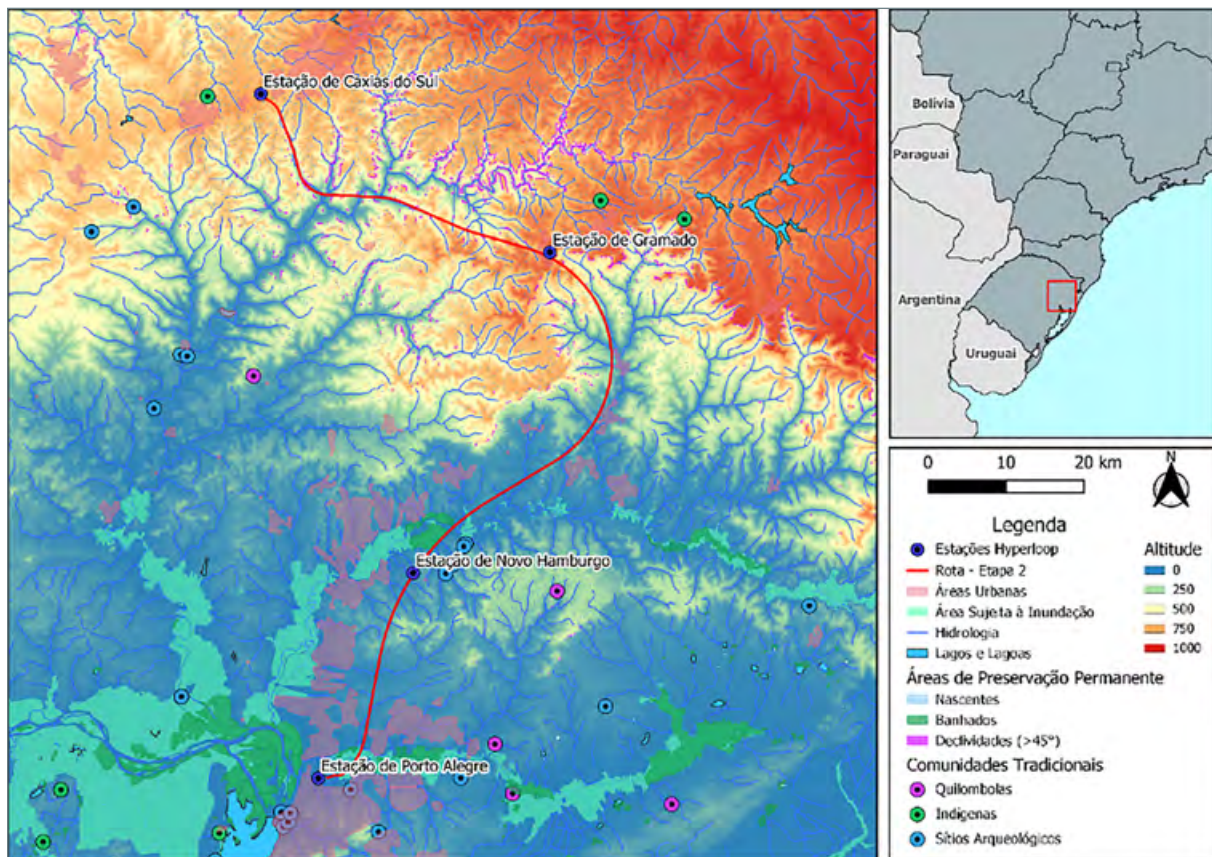 Estação de Caxias do Sul
Estação de Gramado
Estação de Novo Hamburgo
Estação de Porto Alegre
Bolívia
Paraguai
Argentina
Uruguai
0 10 20 km
N
Legenda
Estações Hyperloop
Rota - Etapa 2
Áreas Urbanas
Área Sujeita à Inundação
Hidrologia
Lagos e Lagoas
Altitude
0
250
500
750
1000
Áreas de Preservação Permanente
Nascentes
Banhados
Declividades (>45°)
Comunidades Tradicionais
Quilombolas
Indígenas
Sítios Arqueológicos